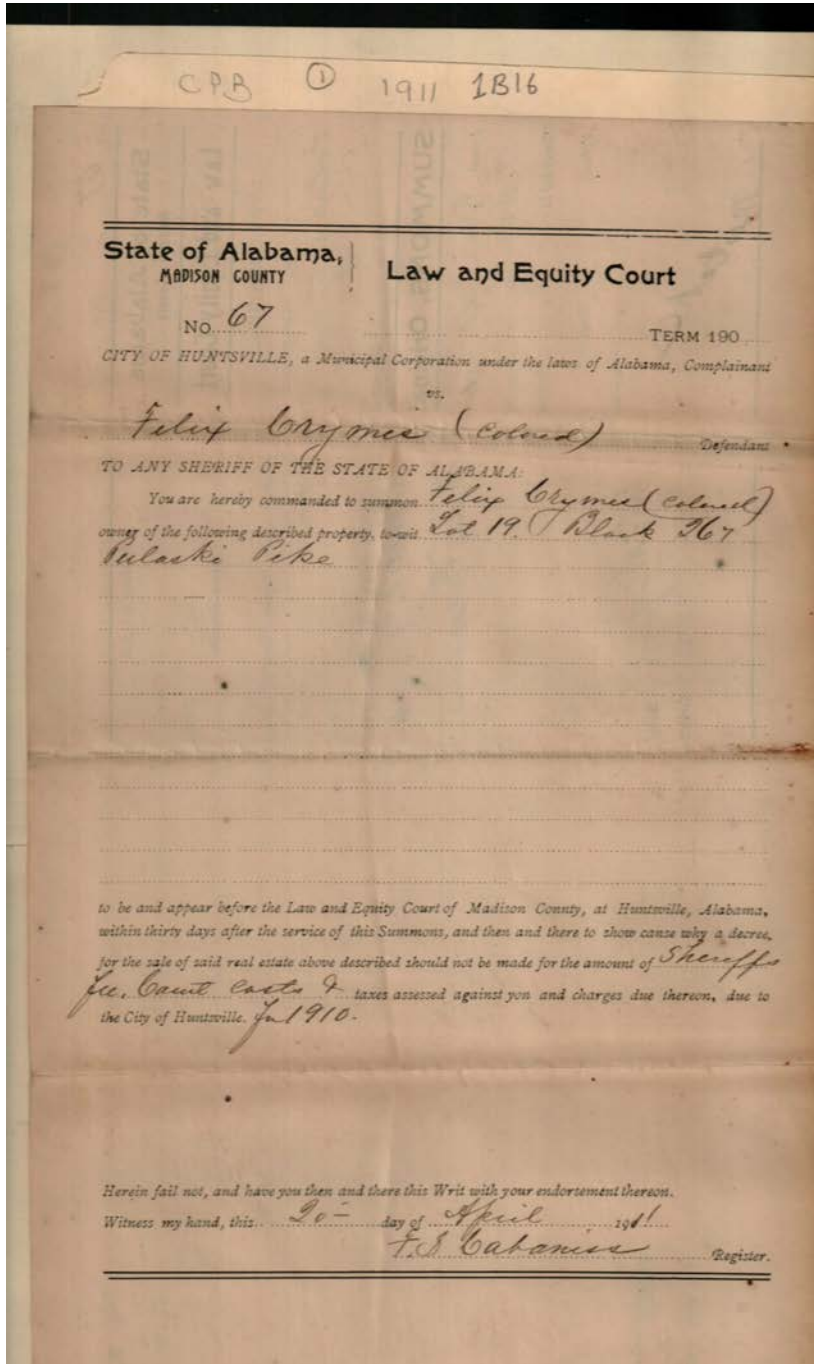 CPB ① 1911 1B16
State of Alabama,
MADISON COUNTY
Law and Equity Court
No. 67 TERM 190
CITY OF HUNTSVILLE, a Municipal Corporation under the laws of Alabama, Complainant
vs.
Felix Crymes (Colored) Defendant
TO ANY SHERIFF OF THE STATE OF ALABAMA:
You are hereby commanded to summon Felix Crymes (Colored)
owner of the following described property, to-wit Lot 19. Block 267
Pulaski Pike
to be and appear before the Law and Equity Court of Madison County, at Huntsville, Alabama,
within thirty days after the service of this Summons, and then and there to show cause why a decree,
for the sale of said real estate above described should not be made for the amount of Sheriffs
fee, Court Costs & taxes assessed against you and charges due thereon, due to
the City of Huntsville. For 1910.
Herein fail not, and have you then and there this Writ with your endorsement thereon.
Witness my hand, this 20 day of April 1911
Cabaniss Register.